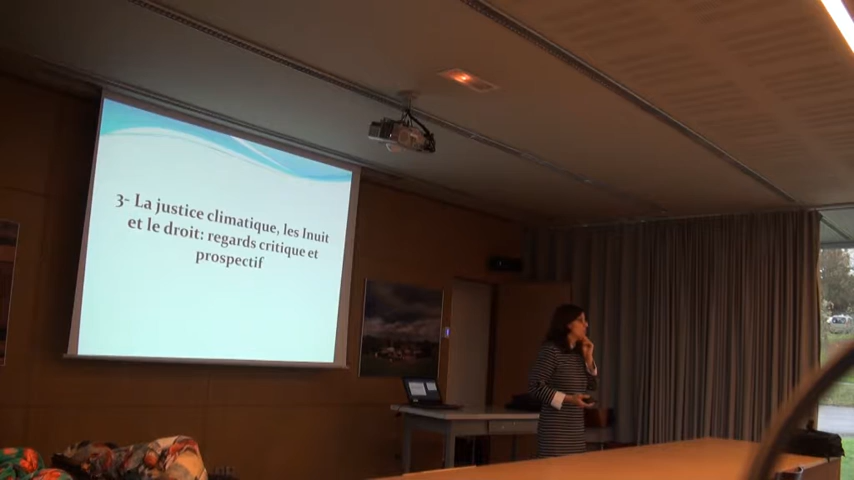 3- La justice climatique, les Inuit
et le droit: regards critique et
prospectif